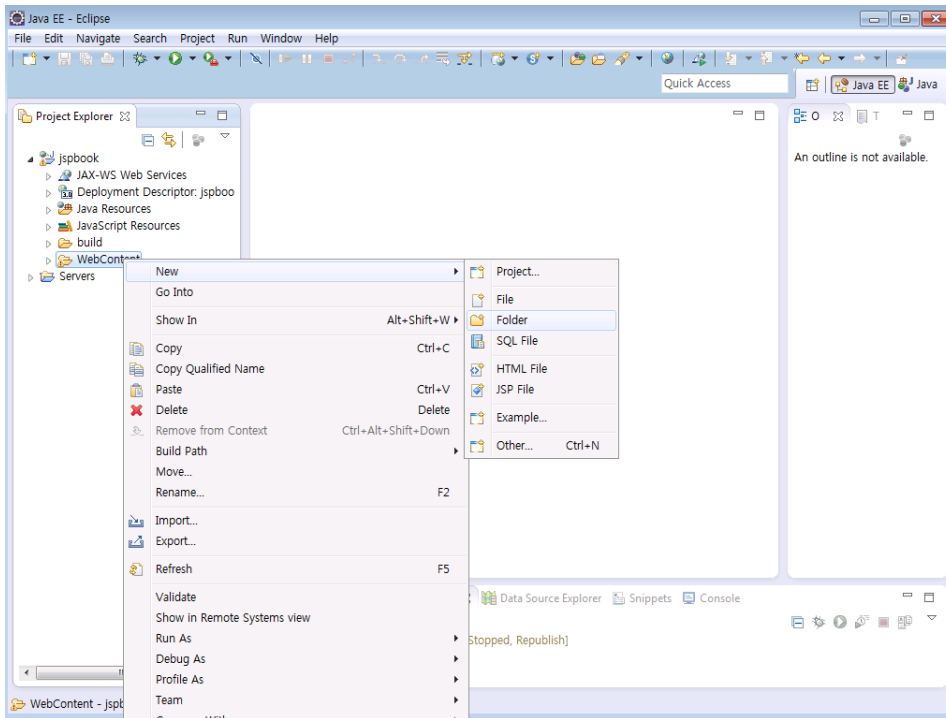 Java EE - Eclipse
File Edit Navigate Search Project Run Window Help
Quick Access
Java EE
Java
Project Explorer
O
T
An outline is not available.
jspbook
JAX-WS Web Services
3.0 Deployment Descriptor: jspboo
Java Resources
JavaScript Resources
build
WebContent
Servers
New
Go Into
Show In Alt+Shift+W
Copy Ctrl+C
Copy Qualified Name
Paste Ctrl+V
Delete Delete
Remove from Context Ctrl+Alt+Shift+Down
Build Path
Move...
Rename... F2
Import...
Export...
Refresh F5
Validate
Show in Remote Systems view
Run As
Debug As
Profile As
Team
Project...
File
Folder
SQL File
HTML File
JSP File
Example...
Other... Ctrl+N
Data Source Explorer Snippets Console
Stopped, Republish]
WebContent - jspb